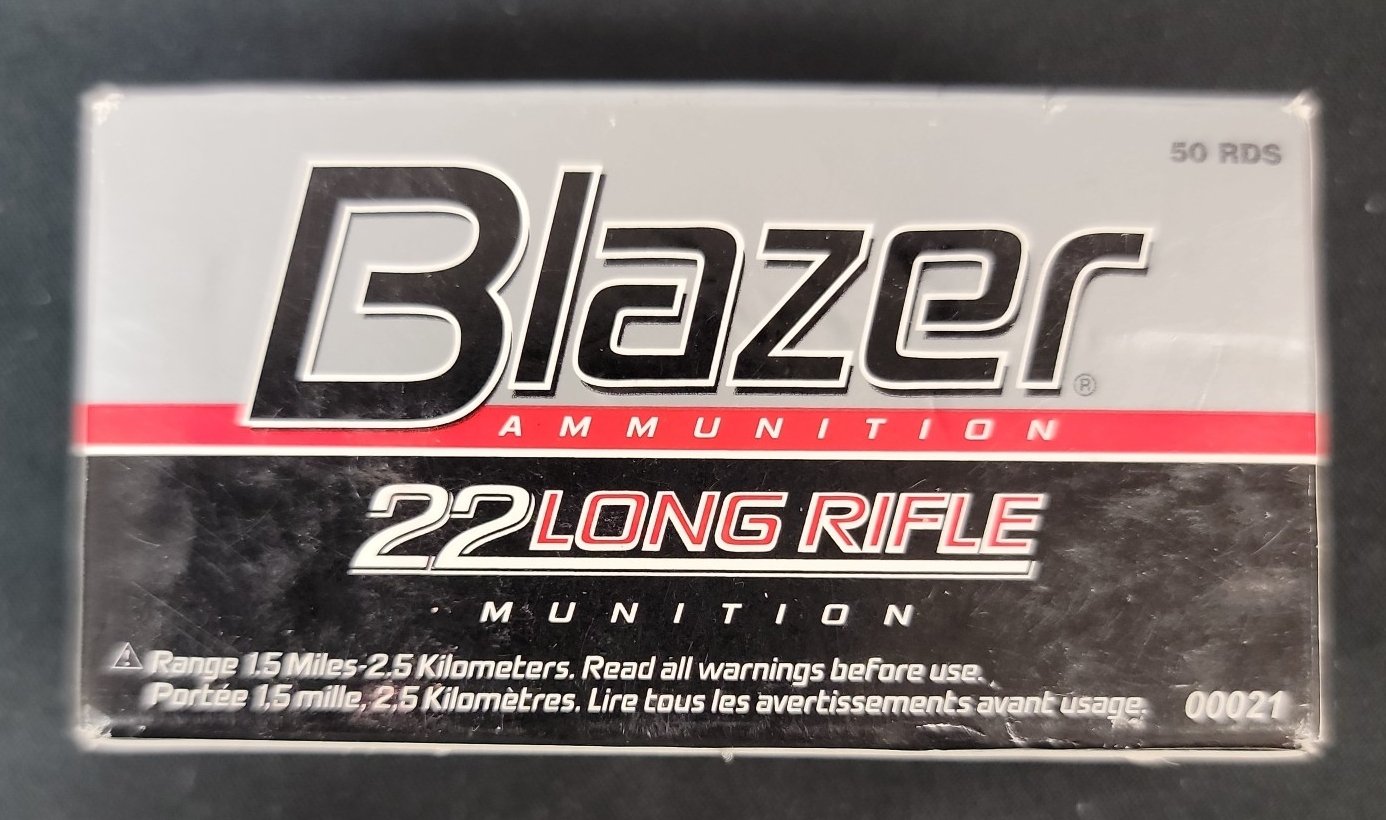 50 RDS
Blazer®
AMMUNITION
22 LONG RIFLE
MUNITION
⚠ Range 1.5 Miles-2.5 Kilometers. Read all warnings before use.
Portée 1,5 mille, 2,5 Kilomètres. Lire tous les avertissements avant usage.
00021